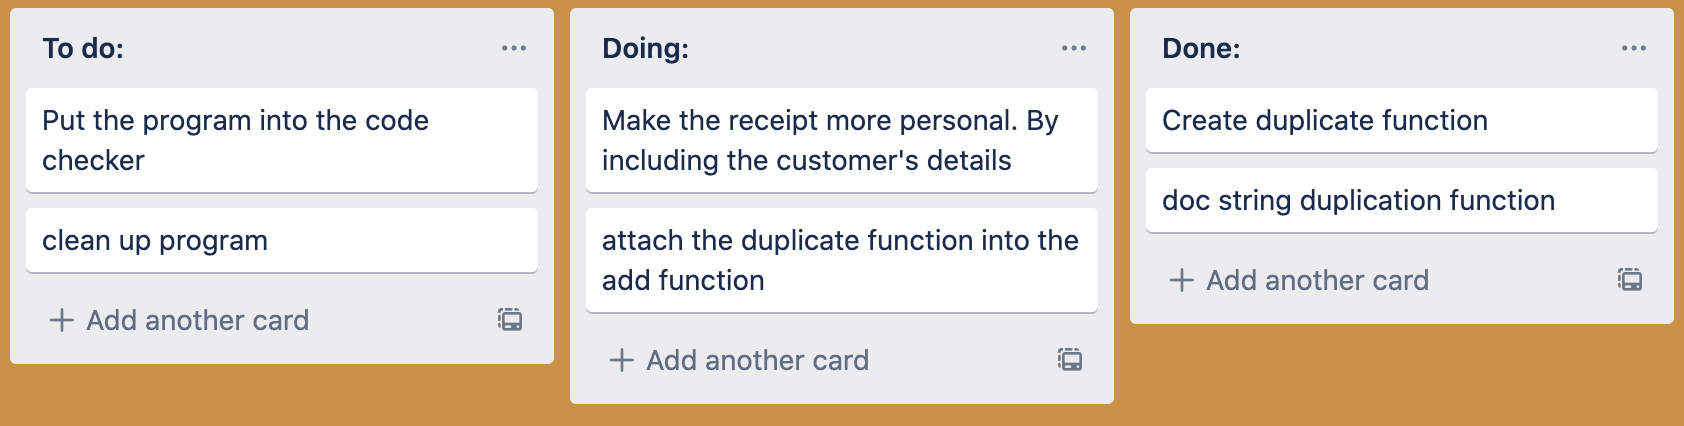 To do:
Put the program into the code
checker
clean up program
Add another card
Doing:
Make the receipt more personal. By
including the customer's details
attach the duplicate function into the
add function
Add another card
Done:
Create duplicate function
doc string duplication function
Add another card